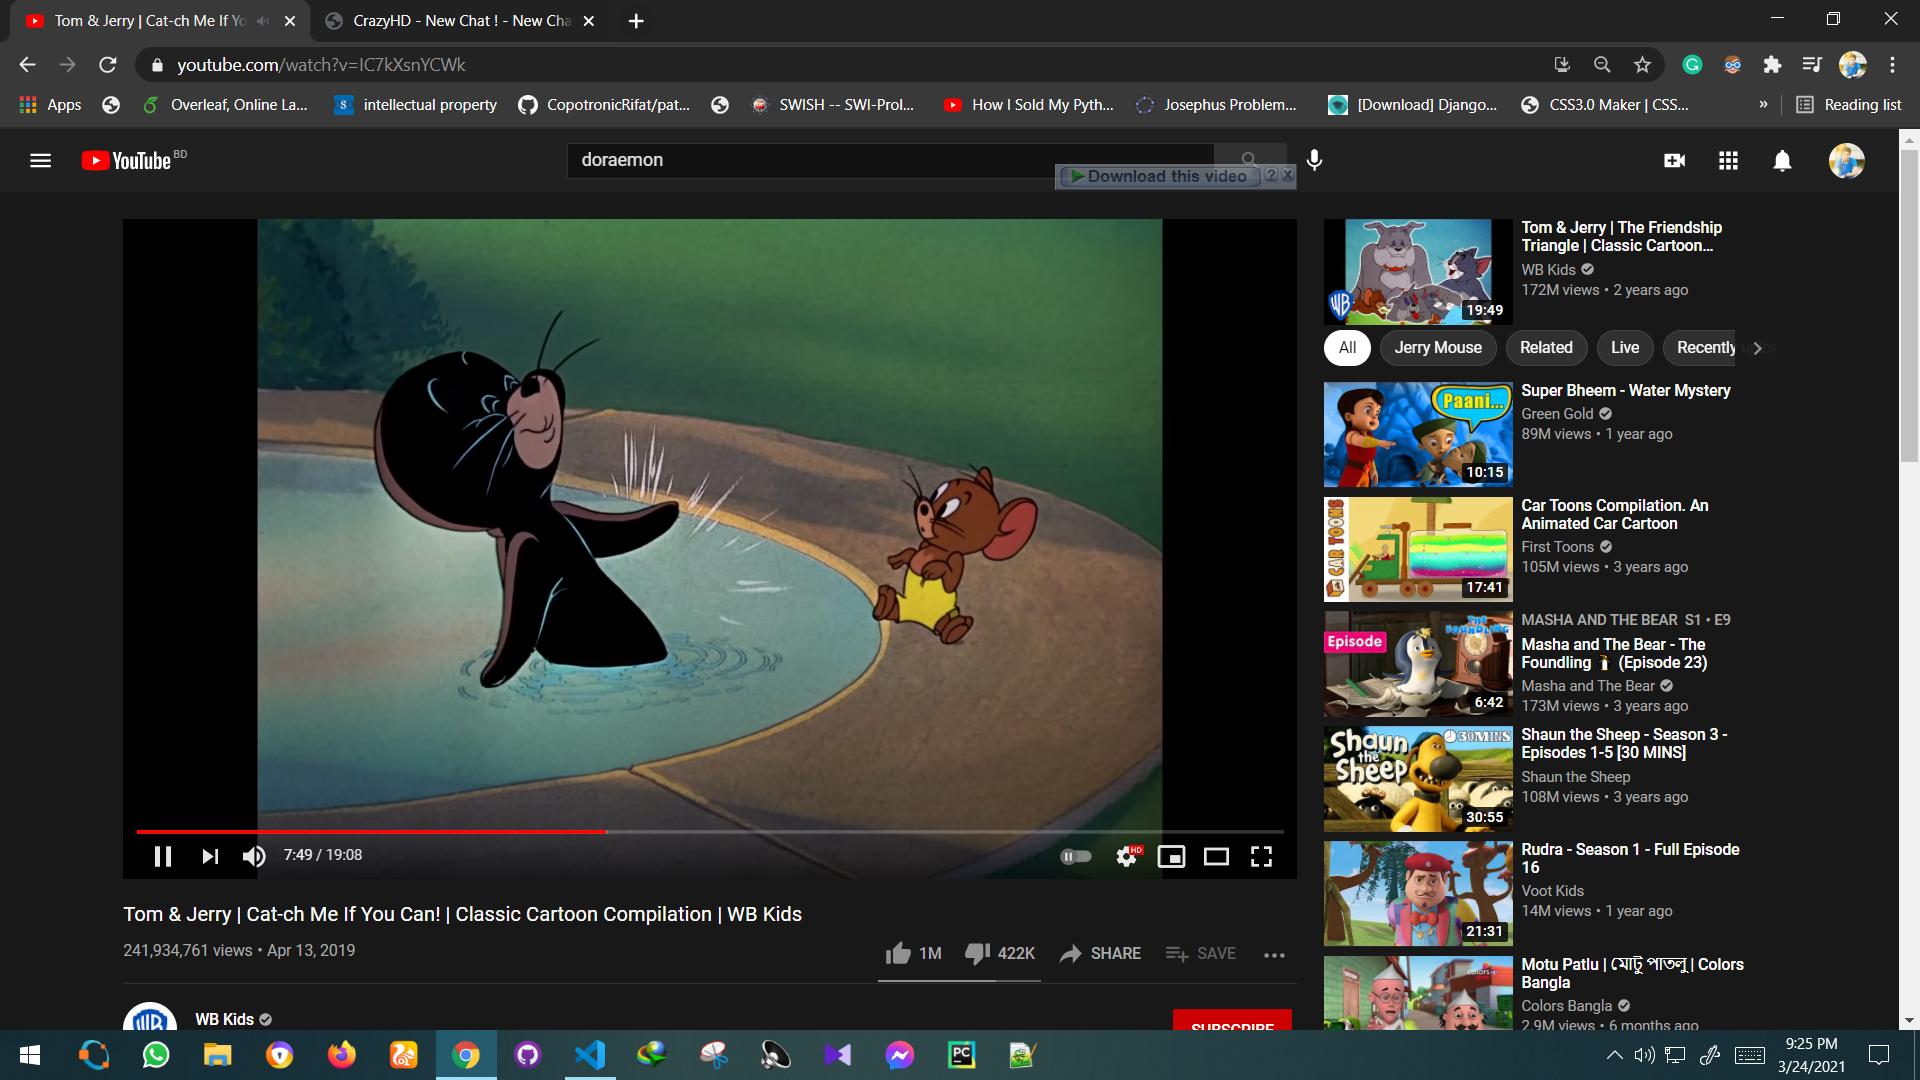 Tom & Jerry | Cat-ch Me If Yo
CrazyHD - New Chat ! - New Cha
youtube.com/watch?v=IC7kXsnYCWk
Apps
Overleaf, Online La...
intellectual property
CopotronicRifat/pat...
SWISH -- SWI-Prol...
How I Sold My Pyth...
Josephus Problem...
[Download] Django...
CSS3.0 Maker | CSS...
»
Reading list
YouTube BD
doraemon
Download this video
Tom & Jerry | The Friendship
Triangle | Classic Cartoon...
WB Kids
172M views • 2 years ago
WB
19:49
All
Jerry Mouse
Related
Live
Recently
Super Bheem - Water Mystery
Green Gold
89M views • 1 year ago
Paani...
10:15
Car Toons Compilation. An
Animated Car Cartoon
First Toons
105M views • 3 years ago
CAR TOONS
17:41
MASHA AND THE BEAR S1 • E9
Masha and The Bear - The
Foundling 🐧 (Episode 23)
Masha and The Bear
173M views • 3 years ago
Episode
THE FOUNDLING
6:42
Shaun the Sheep - Season 3 -
Episodes 1-5 [30 MINS]
Shaun the Sheep
108M views • 3 years ago
Shaun the Sheep
30MINS
30:55
Rudra - Season 1 - Full Episode
16
Voot Kids
14M views • 1 year ago
21:31
Motu Patlu | মোটু পাতলু | Colors
Bangla
Colors Bangla
2.9M views • 6 months ago
7:49 / 19:08
HD
Tom & Jerry | Cat-ch Me If You Can! | Classic Cartoon Compilation | WB Kids
241,934,761 views • Apr 13, 2019
1M
422K
SHARE
SAVE
WB Kids
SUBSCRIBE
PC
9:25 PM
3/24/2021